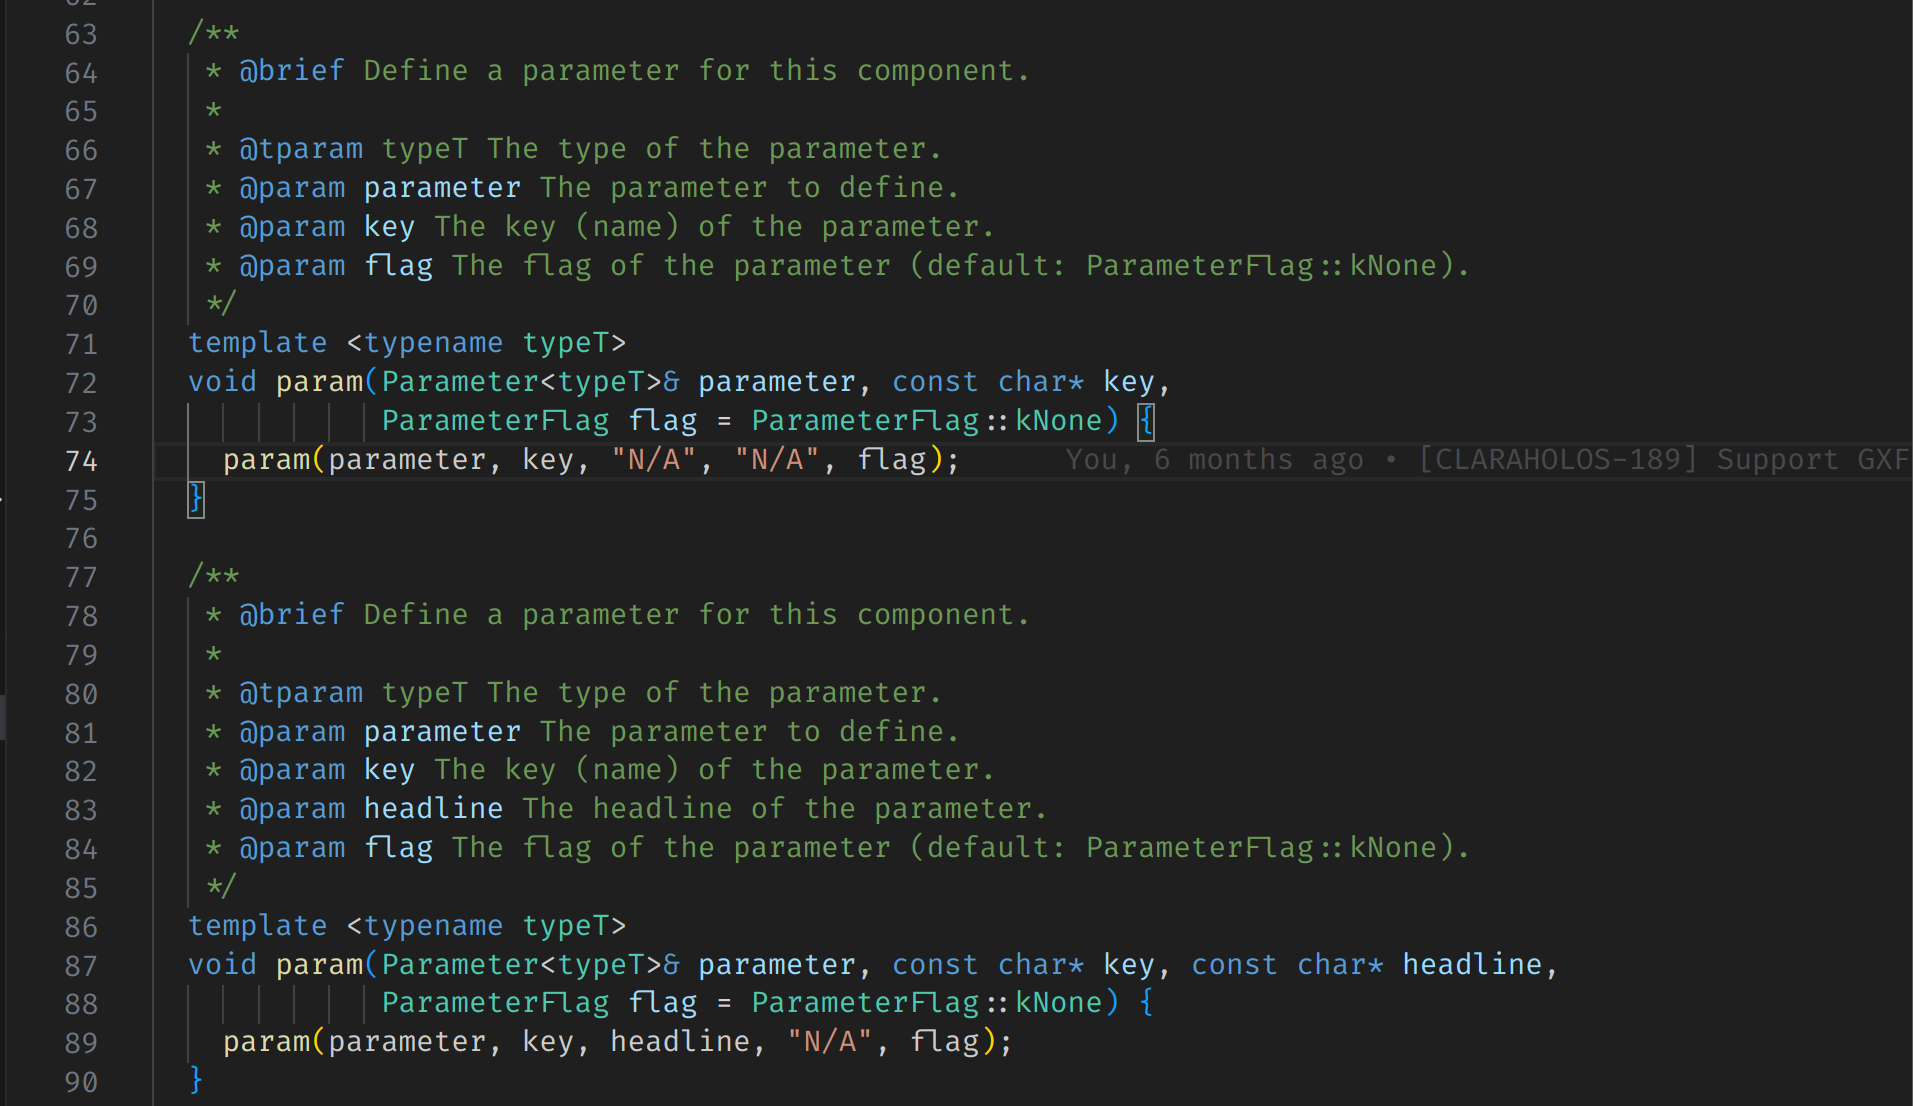 62
63 /**
64 * @brief Define a parameter for this component.
65 *
66 * @tparam typeT The type of the parameter.
67 * @param parameter The parameter to define.
68 * @param key The key (name) of the parameter.
69 * @param flag The flag of the parameter (default: ParameterFlag::kNone).
70 */
71 template <typename typeT>
72 void param(Parameter<typeT>& parameter, const char* key,
73 ParameterFlag flag = ParameterFlag::kNone) {
74 param(parameter, key, "N/A", "N/A", flag); You, 6 months ago • [CLARAHOLOS-189] Support GXF
75 }
76
77 /**
78 * @brief Define a parameter for this component.
79 *
80 * @tparam typeT The type of the parameter.
81 * @param parameter The parameter to define.
82 * @param key The key (name) of the parameter.
83 * @param headline The headline of the parameter.
84 * @param flag The flag of the parameter (default: ParameterFlag::kNone).
85 */
86 template <typename typeT>
87 void param(Parameter<typeT>& parameter, const char* key, const char* headline,
88 ParameterFlag flag = ParameterFlag::kNone) {
89 param(parameter, key, headline, "N/A", flag);
90 }